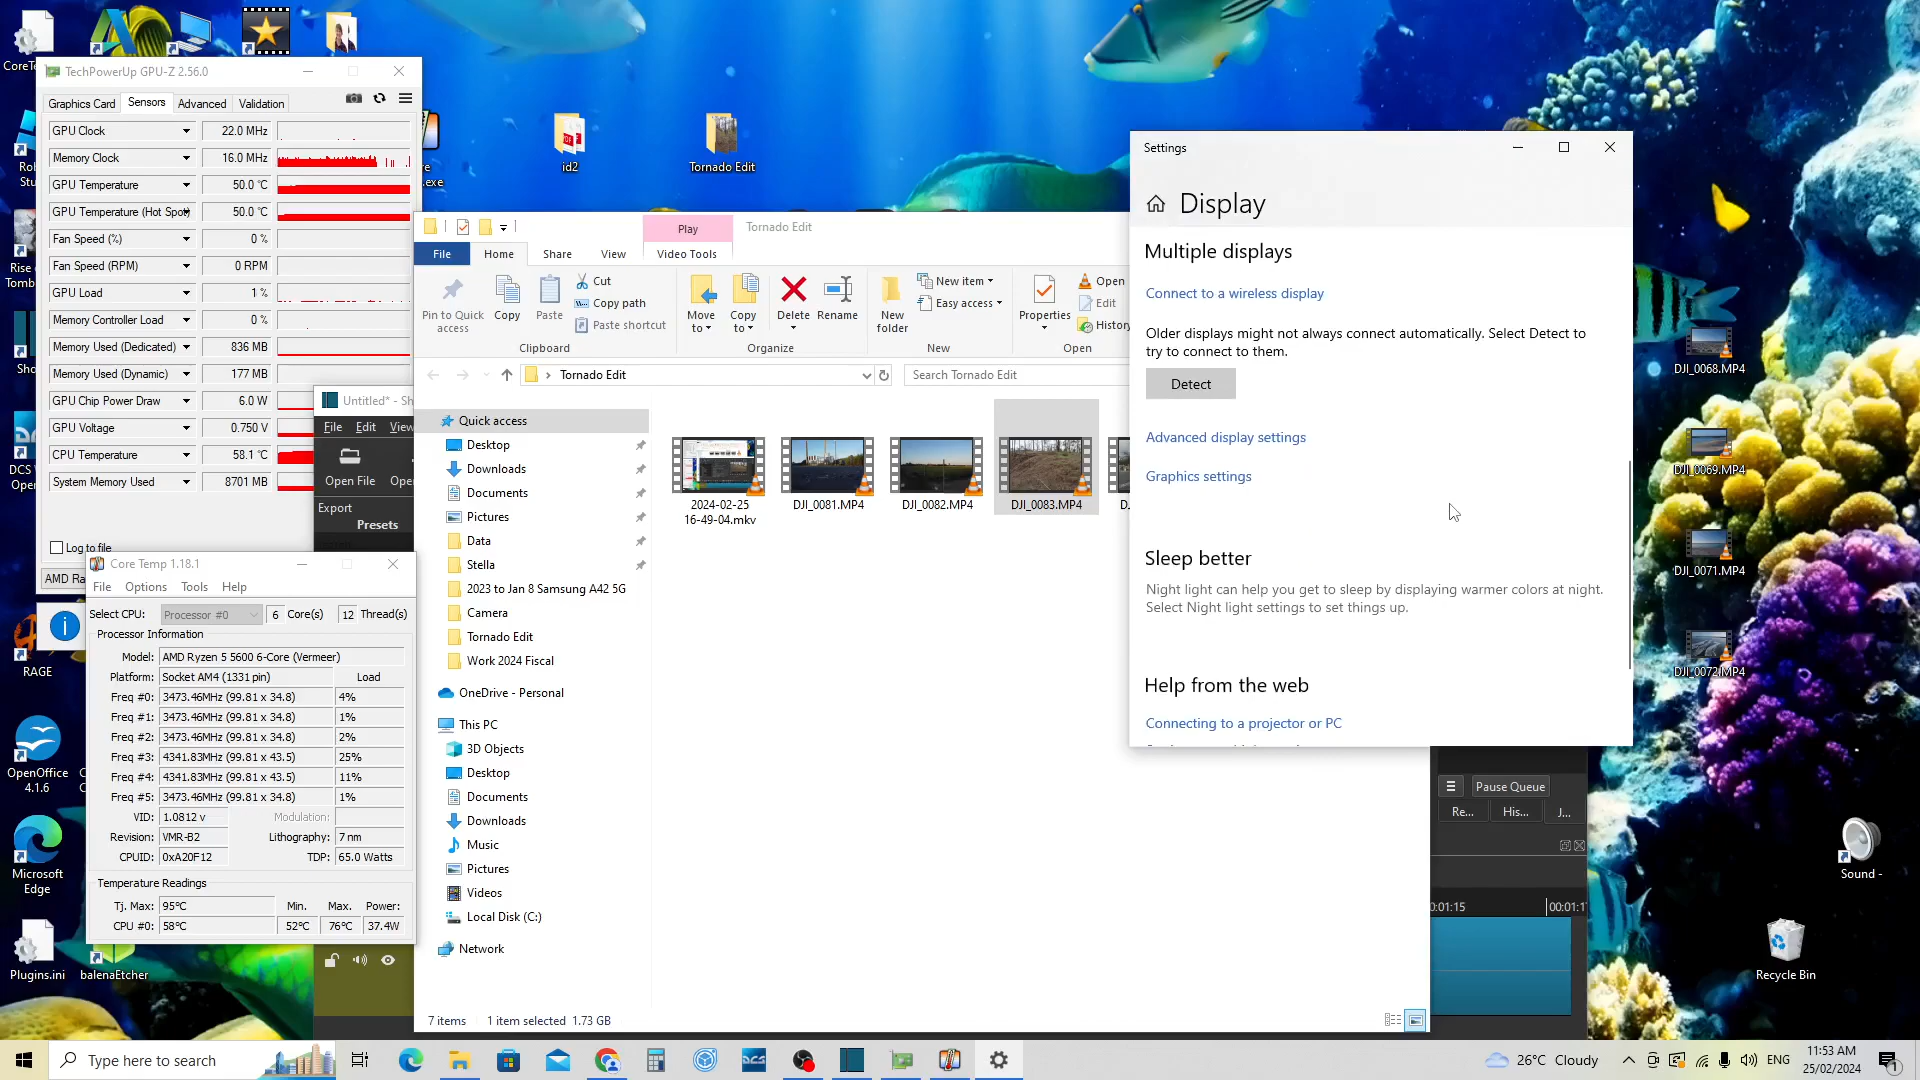 CoreTe
TechPowerUp GPU-Z 2.56.0
Graphics Card
Sensors
Advanced
Validation
GPU Clock 22.0 MHz
Memory Clock 16.0 MHz
GPU Temperature 50.0 °C
GPU Temperature (Hot Spot) 50.0 °C
Fan Speed (%) 0 %
Fan Speed (RPM) 0 RPM
GPU Load 1 %
Memory Controller Load 0 %
Memory Used (Dedicated) 836 MB
Memory Used (Dynamic) 177 MB
GPU Chip Power Draw 6.0 W
GPU Voltage 0.750 V
CPU Temperature 58.1 °C
System Memory Used 8701 MB
Log to file
AMD Ra
Rob
Stu
Rise
Tomb
Sho
DCS W
Open
RAGE
OpenOffice
4.1.6
Microsoft
Edge
Plugins.ini
balenaEtcher
.exe
id2
Tornado Edit
Untitled* - Sh
File Edit View
Open File
Export
Presets
Core Temp 1.18.1
File Options Tools Help
Select CPU: Processor #0 6 Core(s) 12 Thread(s)
Processor Information
Model: AMD Ryzen 5 5600 6-Core (Vermeer)
Platform: Socket AM4 (1331 pin) Load
Freq #0: 3473.46MHz (99.81 x 34.8) 4%
Freq #1: 3473.46MHz (99.81 x 34.8) 1%
Freq #2: 3473.46MHz (99.81 x 34.8) 2%
Freq #3: 4341.83MHz (99.81 x 43.5) 25%
Freq #4: 4341.83MHz (99.81 x 43.5) 11%
Freq #5: 3473.46MHz (99.81 x 34.8) 1%
VID: 1.0812 v Modulation:
Revision: VMR-B2 Lithography: 7 nm
CPUID: 0xA20F12 TDP: 65.0 Watts
Temperature Readings
Tj. Max: 95°C Min. Max. Power:
CPU #0: 58°C 52°C 76°C 37.4W
Play
Tornado Edit
File Home Share View Video Tools
Pin to Quick
access
Copy
Paste
Cut
Copy path
Paste shortcut
Clipboard
Move
to
Copy
to
Delete
Rename
Organize
New
folder
New item
Easy access
New
Properties
Open
Edit
History
Open
Tornado Edit
Search Tornado Edit
Quick access
Desktop
Downloads
Documents
Pictures
Data
Stella
2023 to Jan 8 Samsung A42 5G
Camera
Tornado Edit
Work 2024 Fiscal
OneDrive - Personal
This PC
3D Objects
Desktop
Documents
Downloads
Music
Pictures
Videos
Local Disk (C:)
Network
2024-02-25
16-49-04.mkv
DJI_0081.MP4
DJI_0082.MP4
DJI_0083.MP4
7 items 1 item selected 1.73 GB
Settings
Display
Multiple displays
Connect to a wireless display
Older displays might not always connect automatically. Select Detect to
try to connect to them.
Detect
Advanced display settings
Graphics settings
Sleep better
Night light can help you get to sleep by displaying warmer colors at night.
Select Night light settings to set things up.
Help from the web
Connecting to a projector or PC
Pause Queue
Re... His... J...
0:01:15 00:01:1
DJI_0068.MP4
DJI_0069.MP4
DJI_0071.MP4
DJI_0072.MP4
Sound -
Recycle Bin
Type here to search
26°C Cloudy
ENG
11:53 AM
25/02/2024